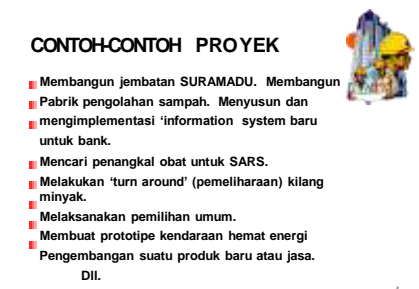 CONTOH-CONTOH PROYEK
Membangun jembatan SURAMADU. Membangun
Pabrik pengolahan sampah. Menyusun dan
mengimplementasi ‘information system baru
untuk bank.
Mencari penangkal obat untuk SARS.
Melakukan ‘turn around’ (pemeliharaan) kilang
minyak.
Melaksanakan pemilihan umum.
Membuat prototipe kendaraan hemat energi
Pengembangan suatu produk baru atau jasa.
Dll.